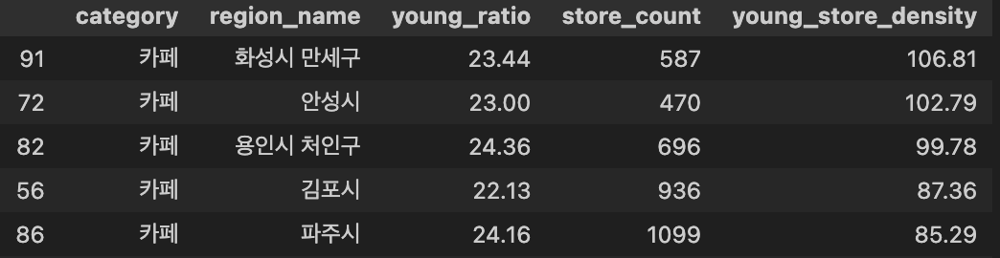 category region_name young_ratio store_count young_store_density
91 카페 화성시 만세구 23.44 587 106.81
72 카페 안성시 23.00 470 102.79
82 카페 용인시 처인구 24.36 696 99.78
56 카페 김포시 22.13 936 87.36
86 카페 파주시 24.16 1099 85.29